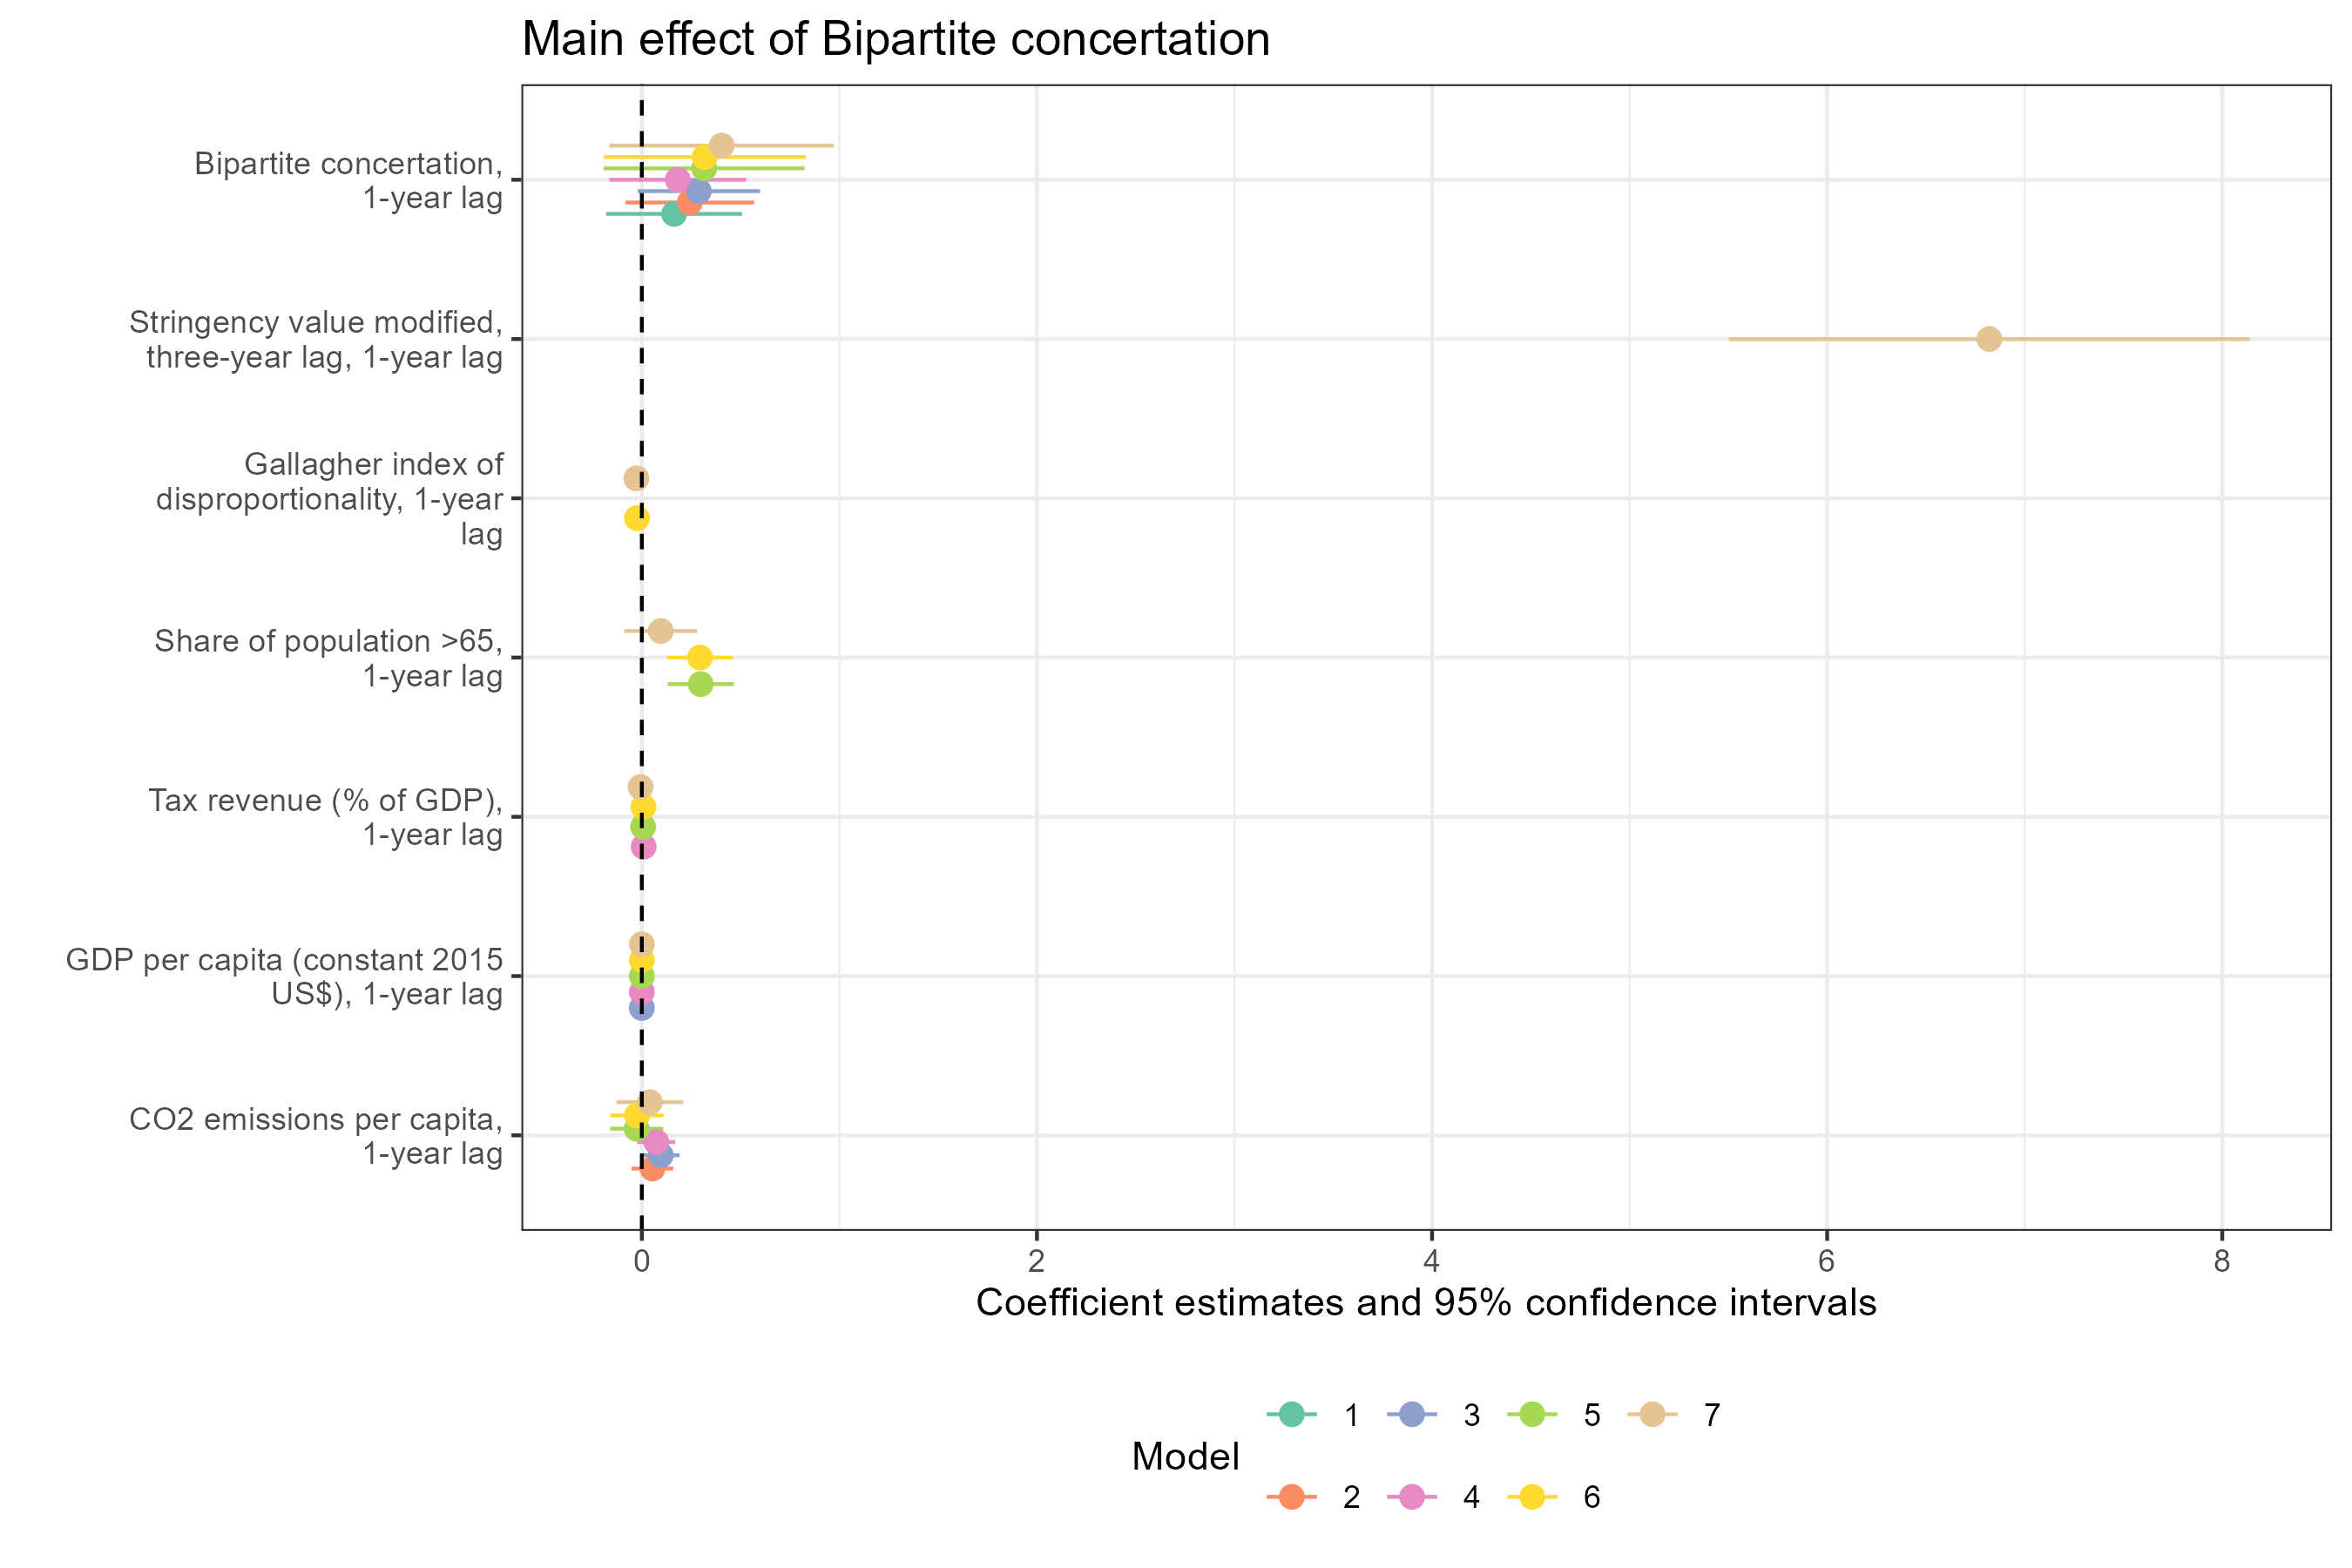 Main effect of Bipartite concertation
Bipartite concertation,
1-year lag
Stringency value modified,
three-year lag, 1-year lag
Gallagher index of
disproportionality, 1-year
lag
Share of population >65,
1-year lag
Tax revenue (% of GDP),
1-year lag
GDP per capita (constant 2015
US$), 1-year lag
CO2 emissions per capita,
1-year lag
0 2 4 6 8
Coefficient estimates and 95% confidence intervals
Model
1 3 5 7
2 4 6